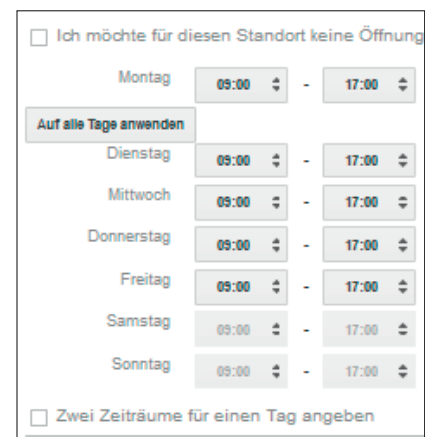 Ich möchte für diesen Standort keine Öffnung
Montag 09:00 - 17:00
Auf alle Tage anwenden
Dienstag 09:00 - 17:00
Mittwoch 09:00 - 17:00
Donnerstag 09:00 - 17:00
Freitag 09:00 - 17:00
Samstag 09:00 - 17:00
Sonntag 09:00 - 17:00
Zwei Zeiträume für einen Tag angeben